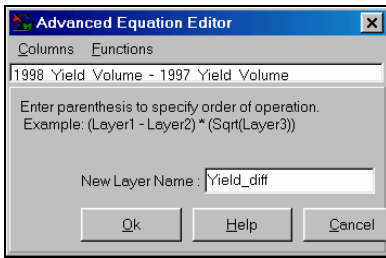 Advanced Equation Editor
Columns Functions
1998 Yield Volume - 1997 Yield Volume
Enter parenthesis to specify order of operation.
Example: (Layer1 - Layer2) * (Sqrt(Layer3))
New Layer Name : Yield_diff
Ok Help Cancel